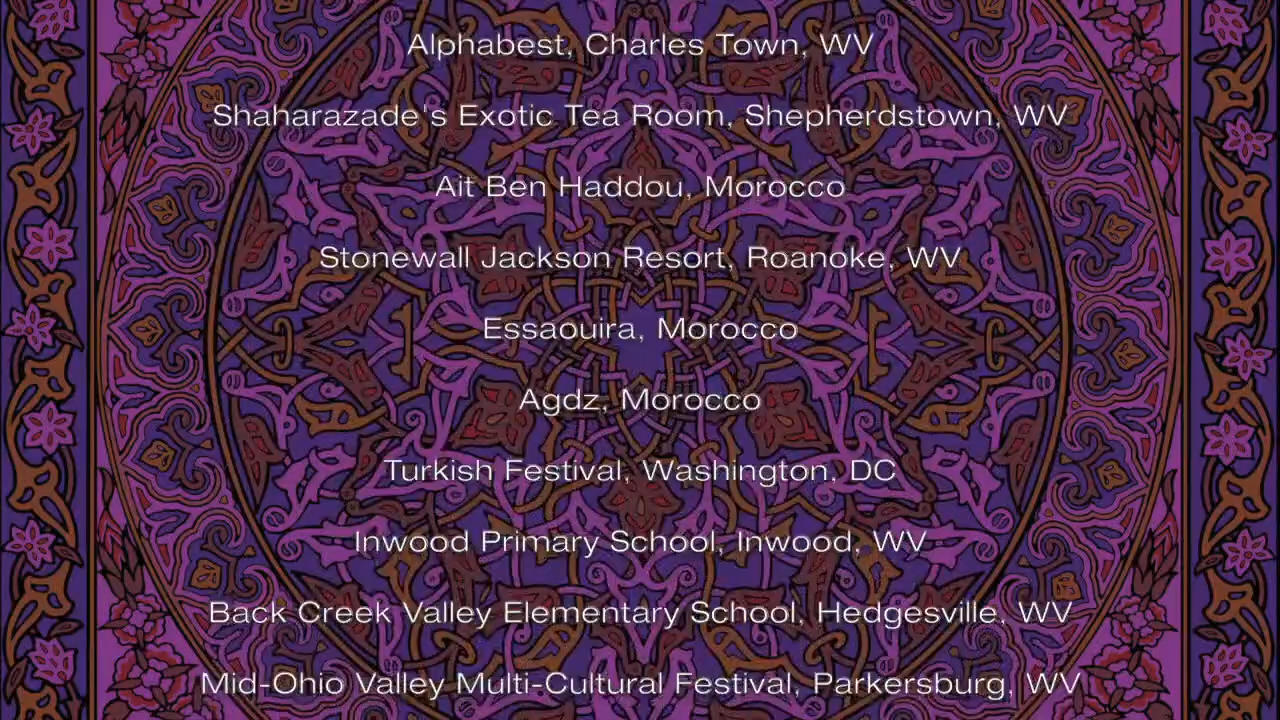 Alphabest, Charles Town, WV
Shaharazade's Exotic Tea Room, Shepherdstown, WV
Ait Ben Haddou, Morocco
Stonewall Jackson Resort, Roanoke, WV
Essaouira, Morocco
Agdz, Morocco
Turkish Festival, Washington, DC
Inwood Primary School, Inwood, WV
Back Creek Valley Elementary School, Hedgesville, WV
Mid-Ohio Valley Multi-Cultural Festival, Parkersburg, WV